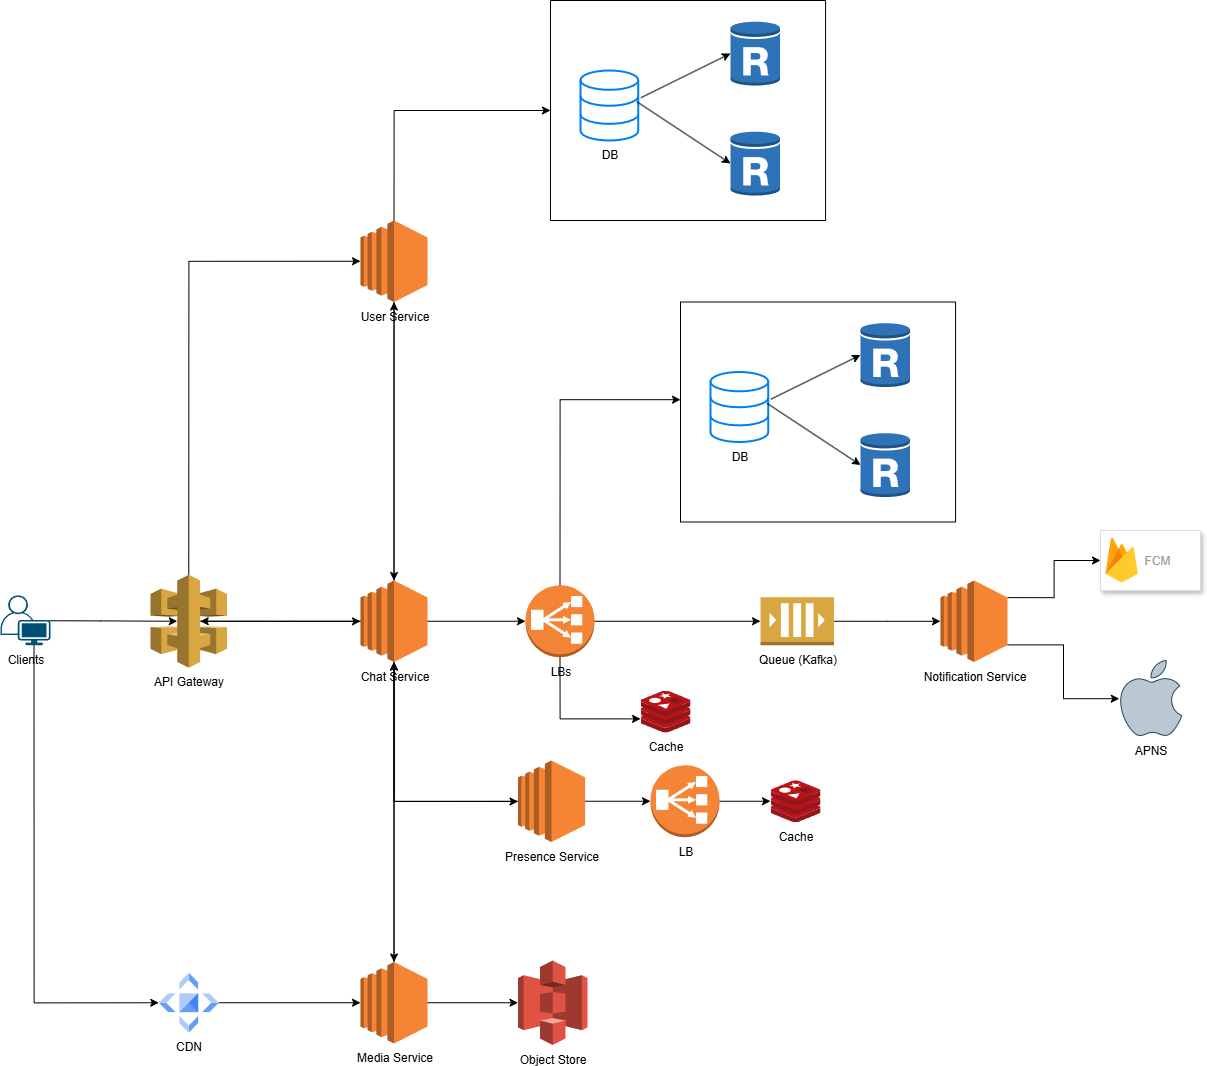 R
DB
R
User Service
R
DB
R
FCM
Clients
API Gateway
Chat Service
LBs
Queue (Kafka)
Notification Service
APNS
Cache
Presence Service
LB
Cache
CDN
Media Service
Object Store